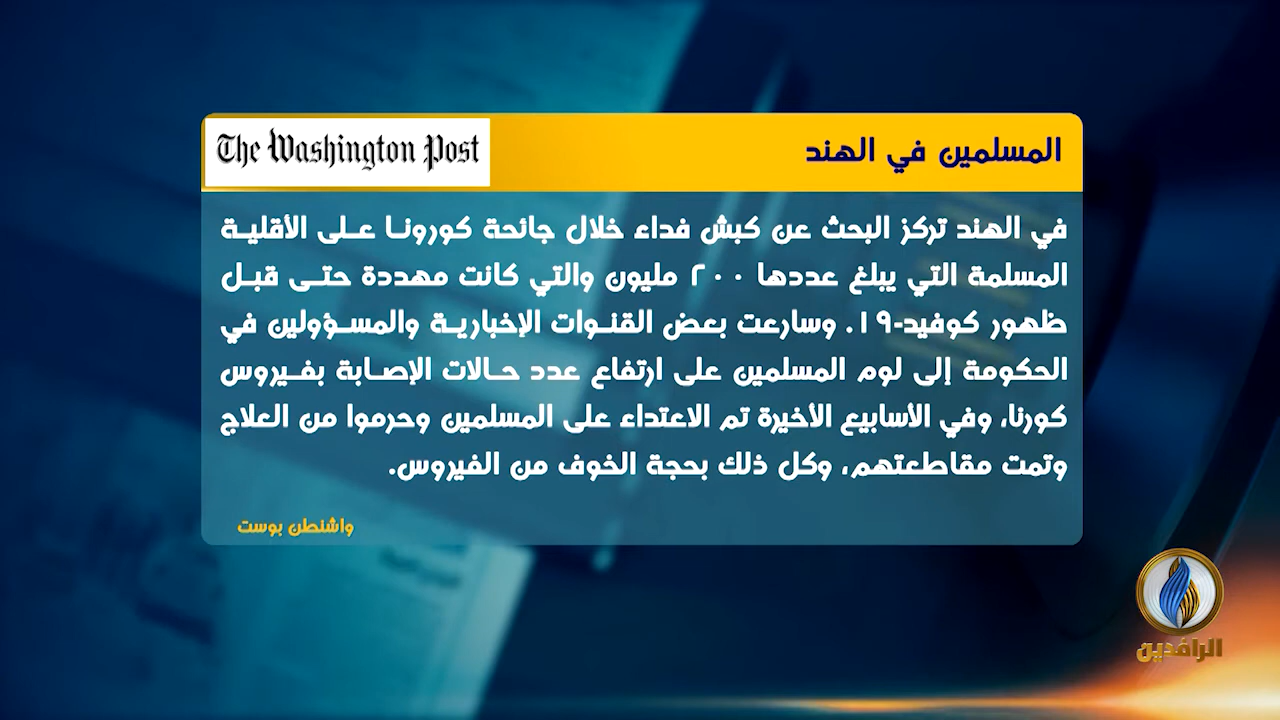 المسلمين في الهند
The Washington Post
في الهند تركز البحث عن كبش فداء خلال جائحة كورونا على الأقلية
المسلمة التي يبلغ عددها ٢٠٠ مليون والتي كانت مهددة حتى قبل
ظهور كوفيد-١٩. وسارعت بعض القنوات الإخبارية والمسؤولين في
الحكومة إلى لوم المسلمين على ارتفاع عدد حالات الإصابة بفيروس
كورنا، وفي الأسابيع الأخيرة تم الاعتداء على المسلمين وحرموا من العلاج
وتمت مقاطعتهم، وكل ذلك بحجة الخوف من الفيروس.
واشنطن بوست
الرافدين